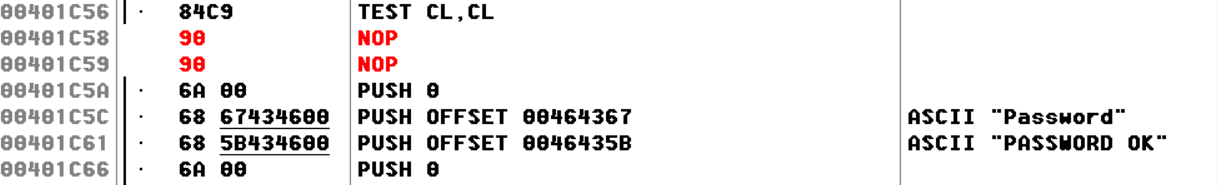 00401C56 · 84C9 TEST CL,CL
00401C58 90 NOP
00401C59 90 NOP
00401C5A · 6A 00 PUSH 0
00401C5C · 68 67434600 PUSH OFFSET 00464367 ASCII "Password"
00401C61 · 68 5B434600 PUSH OFFSET 0046435B ASCII "PASSWORD OK"
00401C66 · 6A 00 PUSH 0